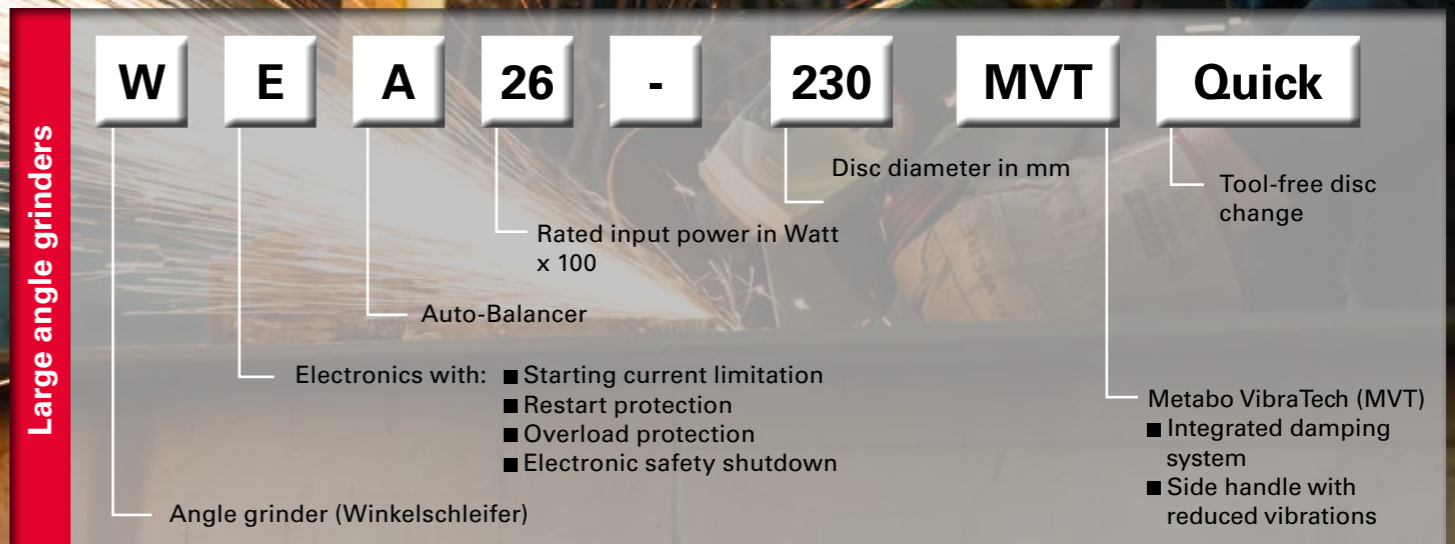 Large angle grinders
W E A 26 - 230 MVT Quick
Disc diameter in mm
Tool-free disc
change
Rated input power in Watt
x 100
Auto-Balancer
Electronics with: ■ Starting current limitation
■ Restart protection
■ Overload protection
■ Electronic safety shutdown
Metabo VibraTech (MVT)
■ Integrated damping
system
■ Side handle with
reduced vibrations
Angle grinder (Winkelschleifer)